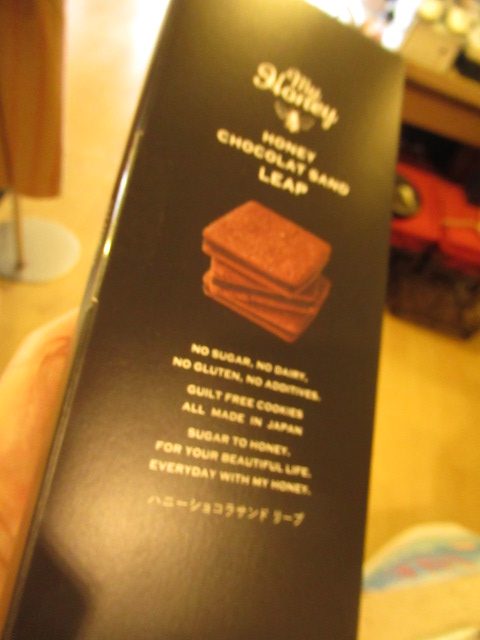 My
Honey
HONEY
CHOCOLAT SAND
LEAP
NO SUGAR, NO DAIRY,
NO GLUTEN, NO ADDITIVES.
GUILT FREE COOKIES
ALL MADE IN JAPAN
SUGAR TO HONEY.
FOR YOUR BEAUTIFUL LIFE.
EVERYDAY WITH MY HONEY.
ハニーショコラサンド リープ